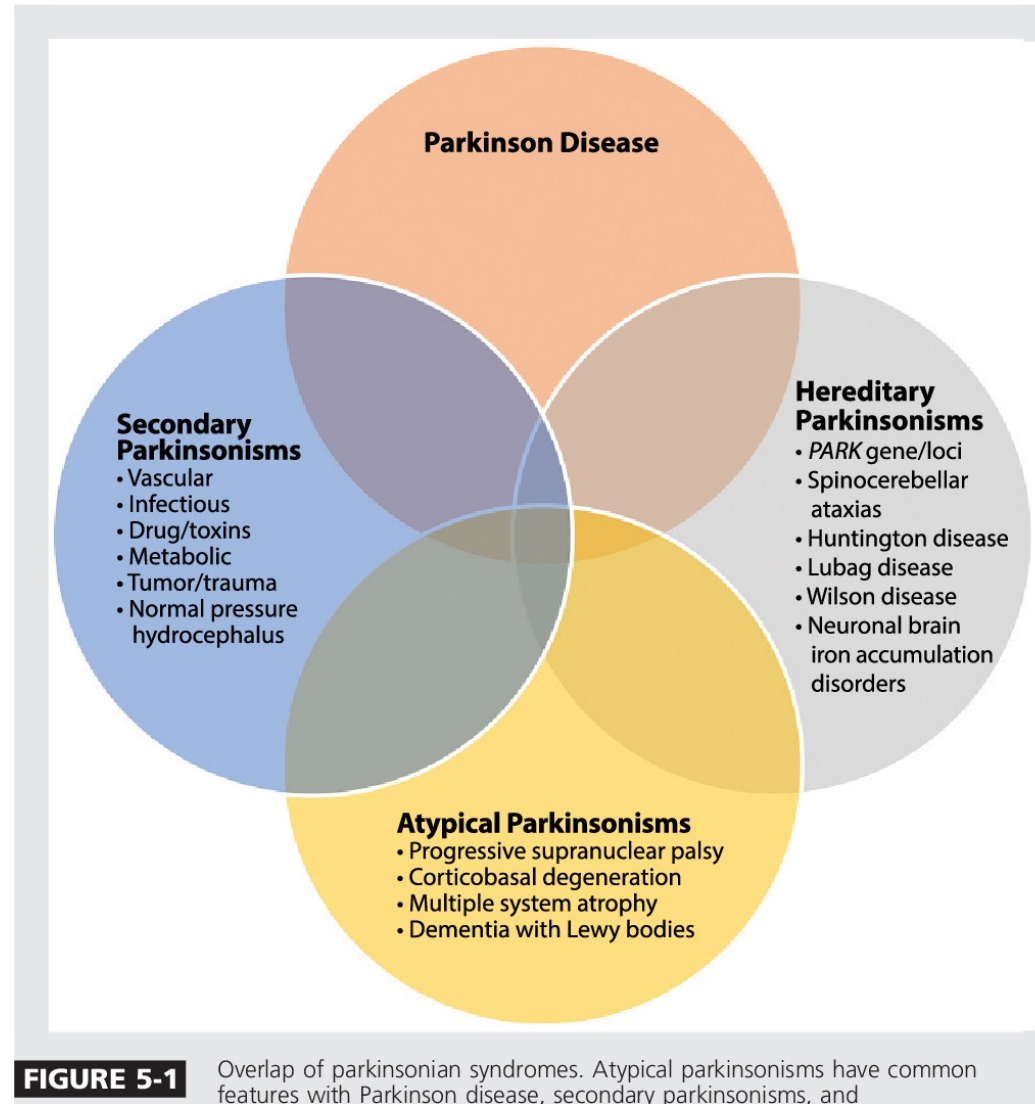 Parkinson Disease
Secondary
Parkinsonisms
• Vascular
• Infectious
• Drug/toxins
• Metabolic
• Tumor/trauma
• Normal pressure
hydrocephalus
Hereditary
Parkinsonisms
• PARK gene/loci
• Spinocerebellar
ataxias
• Huntington disease
• Lubag disease
• Wilson disease
• Neuronal brain
iron accumulation
disorders
Atypical Parkinsonisms
• Progressive supranuclear palsy
• Corticobasal degeneration
• Multiple system atrophy
• Dementia with Lewy bodies
FIGURE 5-1 Overlap of parkinsonian syndromes. Atypical parkinsonisms have common
features with Parkinson disease, secondary parkinsonisms, and